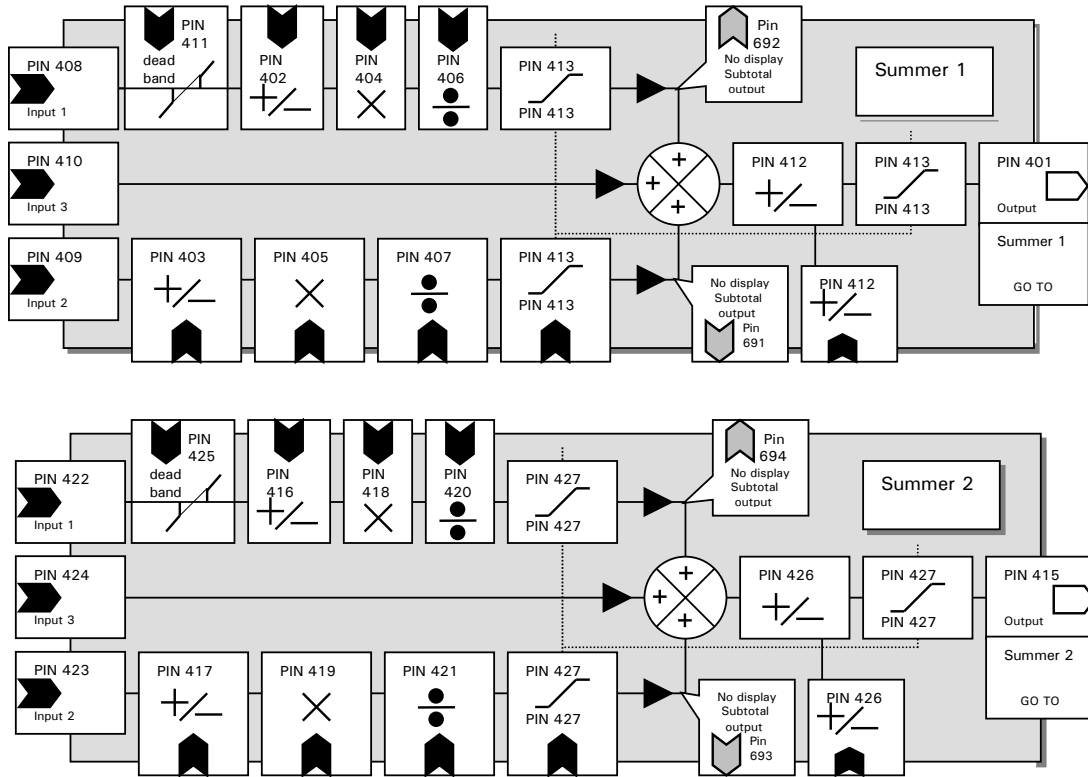 PIN
411
PIN 408
Input 1
dead
band
PIN
402
PIN
404
PIN
406
PIN 413
PIN 413
Pin
692
No display
Subtotal
output
Summer 1
PIN 410
Input 3
+
+
+
PIN 412
PIN 413
PIN 413
PIN 401
Output
Summer 1
GO TO
PIN 409
Input 2
PIN 403
PIN 405
PIN 407
PIN 413
PIN 413
No display
Subtotal
output
Pin
691
PIN 412
PIN
425
PIN 422
Input 1
dead
band
PIN
416
PIN
418
PIN
420
PIN 427
PIN 427
Pin
694
No display
Subtotal
output
Summer 2
PIN 424
Input 3
+
+
+
PIN 426
PIN 427
PIN 427
PIN 415
Output
Summer 2
GO TO
PIN 423
Input 2
PIN 417
PIN 419
PIN 421
PIN 427
PIN 427
No display
Subtotal
output
Pin
693
PIN 426